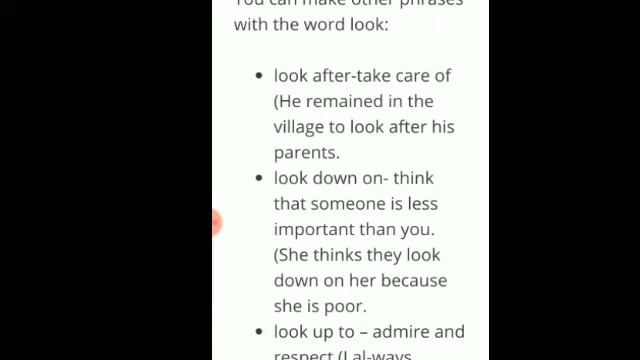 You can make other phrases
with the word look:
look after-take care of
(He remained in the
village to look after his
parents.
look down on- think
that someone is less
important than you.
(She thinks they look
down on her because
she is poor.
look up to – admire and
respect (I al-ways